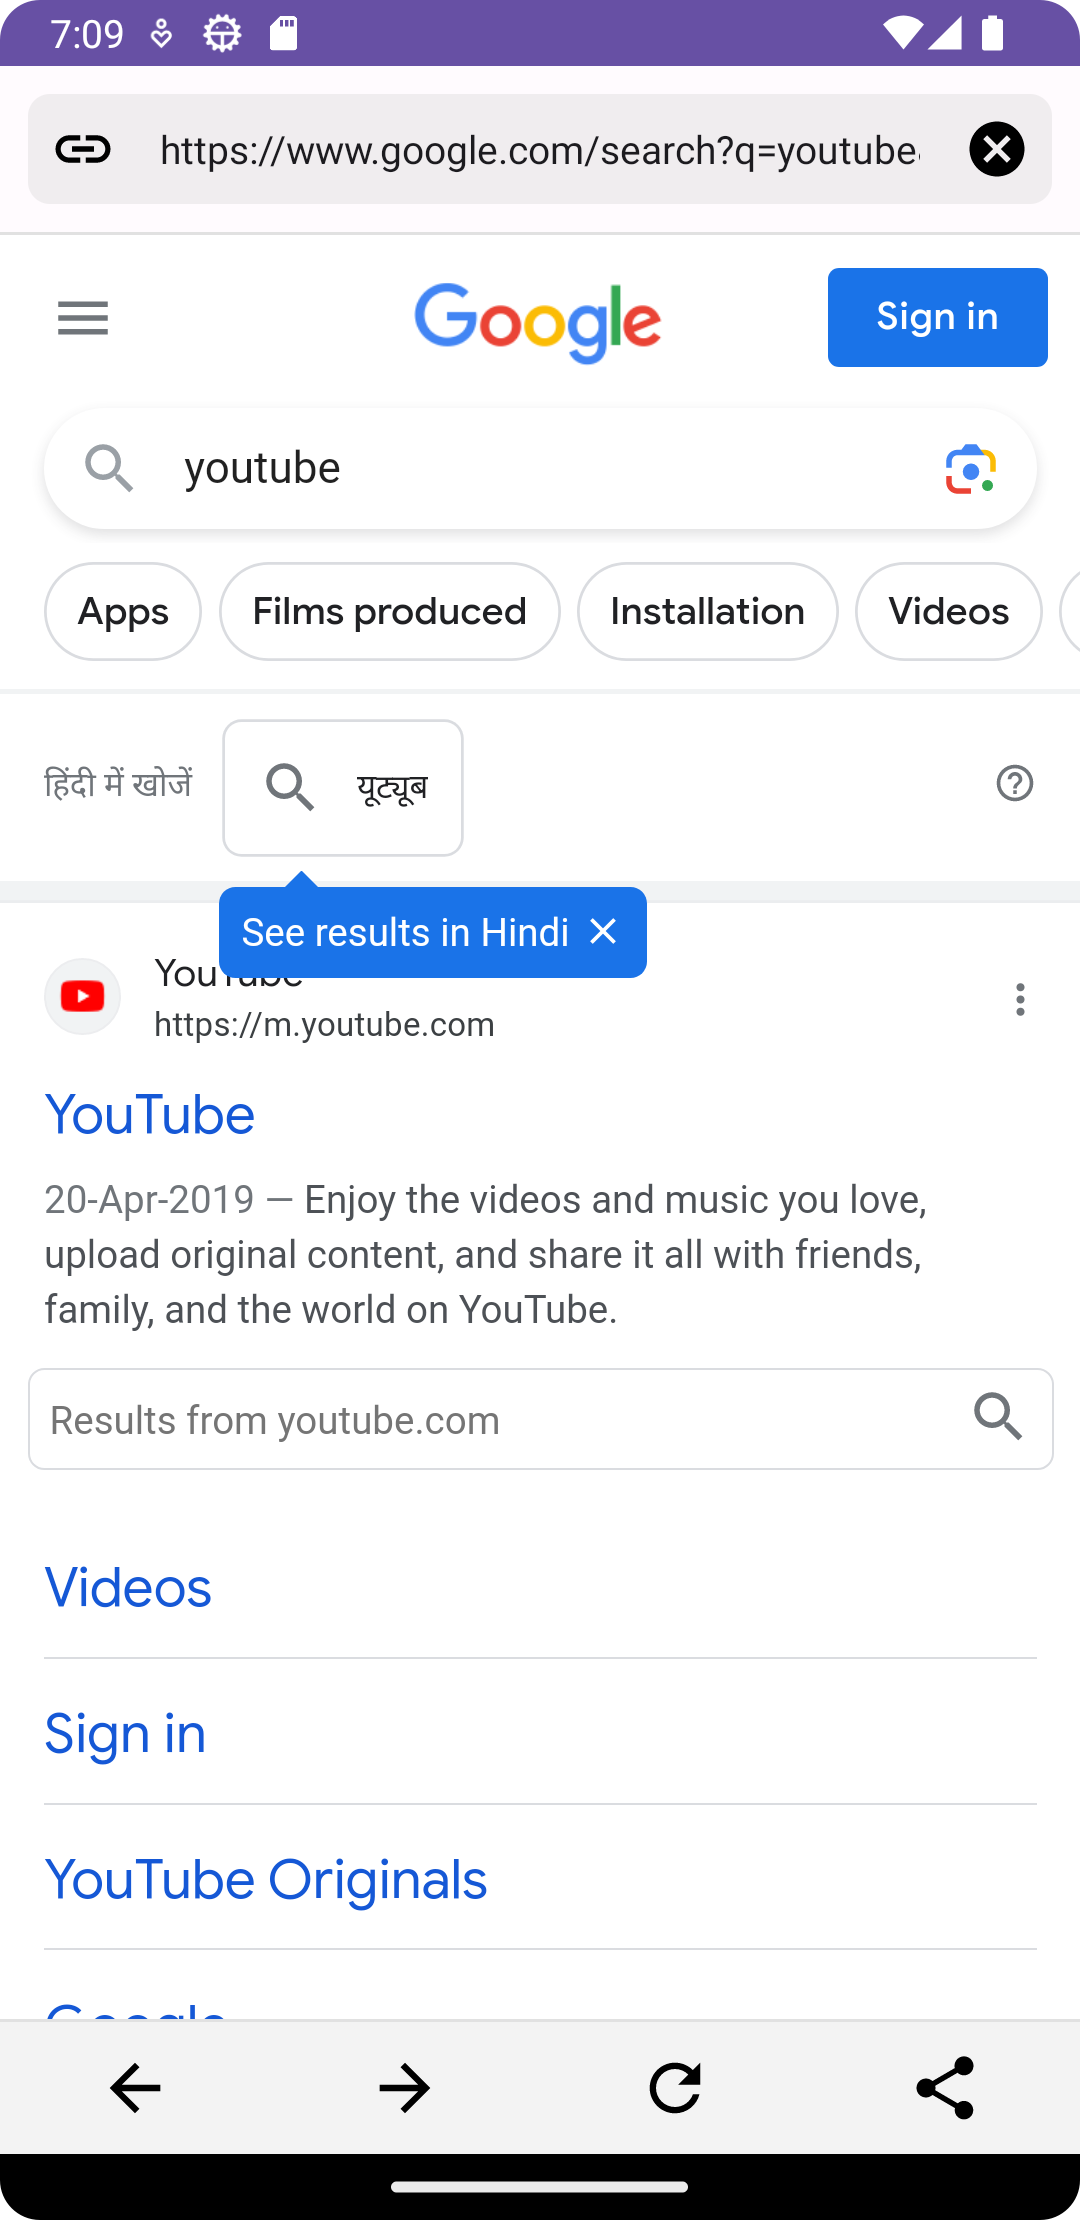 7:09
https://www.google.com/search?q=youtube
Google
Sign in
youtube
Apps
Films produced
Installation
Videos
हिंदी में खोजें
यूट्यूब
See results in Hindi
YouTube
https://m.youtube.com
YouTube
20-Apr-2019 — Enjoy the videos and music you love,
upload original content, and share it all with friends,
family, and the world on YouTube.
Results from youtube.com
Videos
Sign in
YouTube Originals
Google